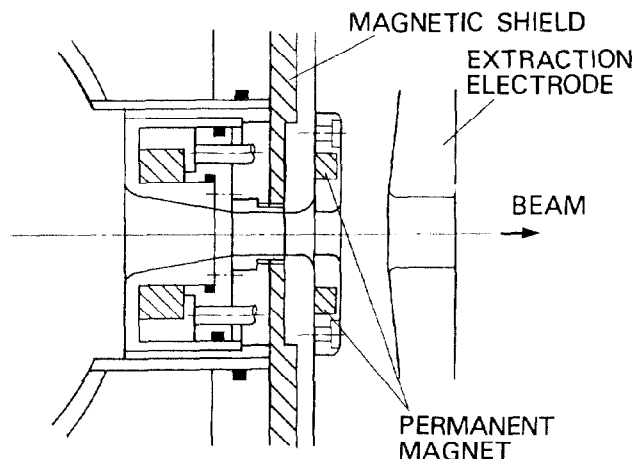 MAGNETIC SHIELD
EXTRACTION
ELECTRODE
BEAM
PERMANENT
MAGNET